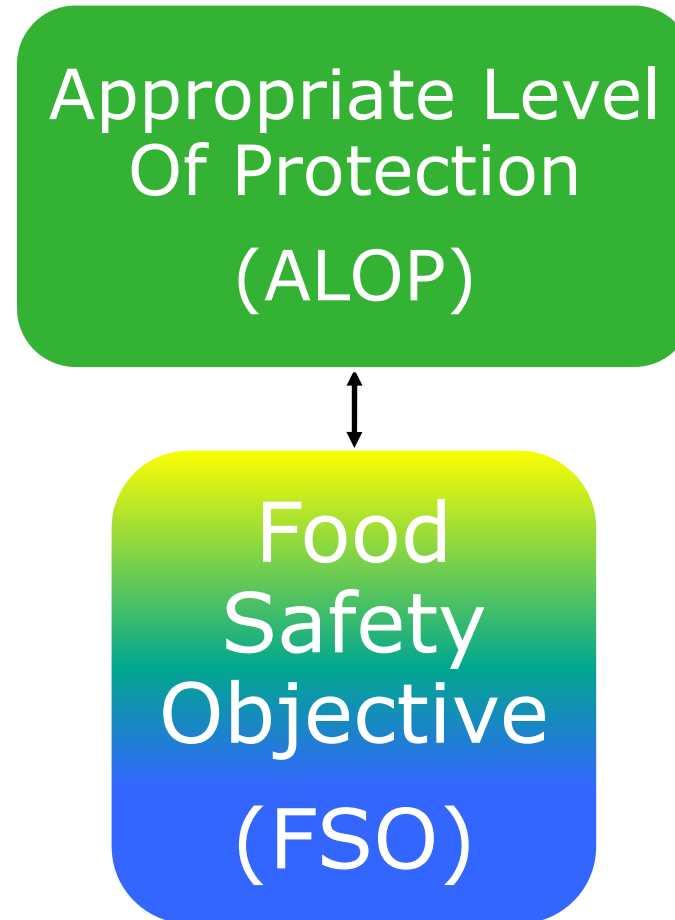 Appropriate Level
Of Protection
(ALOP)
Food
Safety
Objective
(FSO)